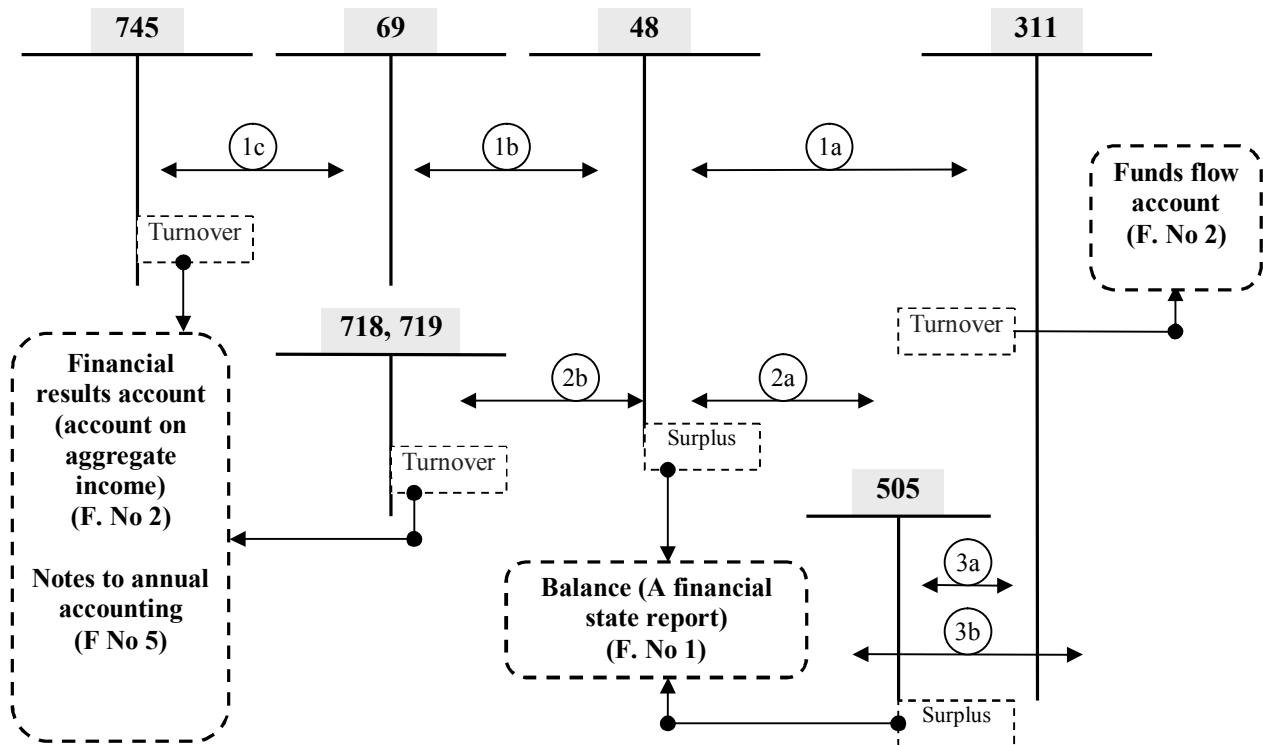 745
69
48
311
1c
1b
1a
Funds flow
account
(F. No 2)
Turnover
Turnover
718, 719
Financial
results account
(account on
aggregate
income)
(F. No 2)
Notes to annual
accounting
(F No 5)
2b
2a
Turnover
Surplus
505
3a
3b
Balance (A financial
state report)
(F. No 1)
Surplus